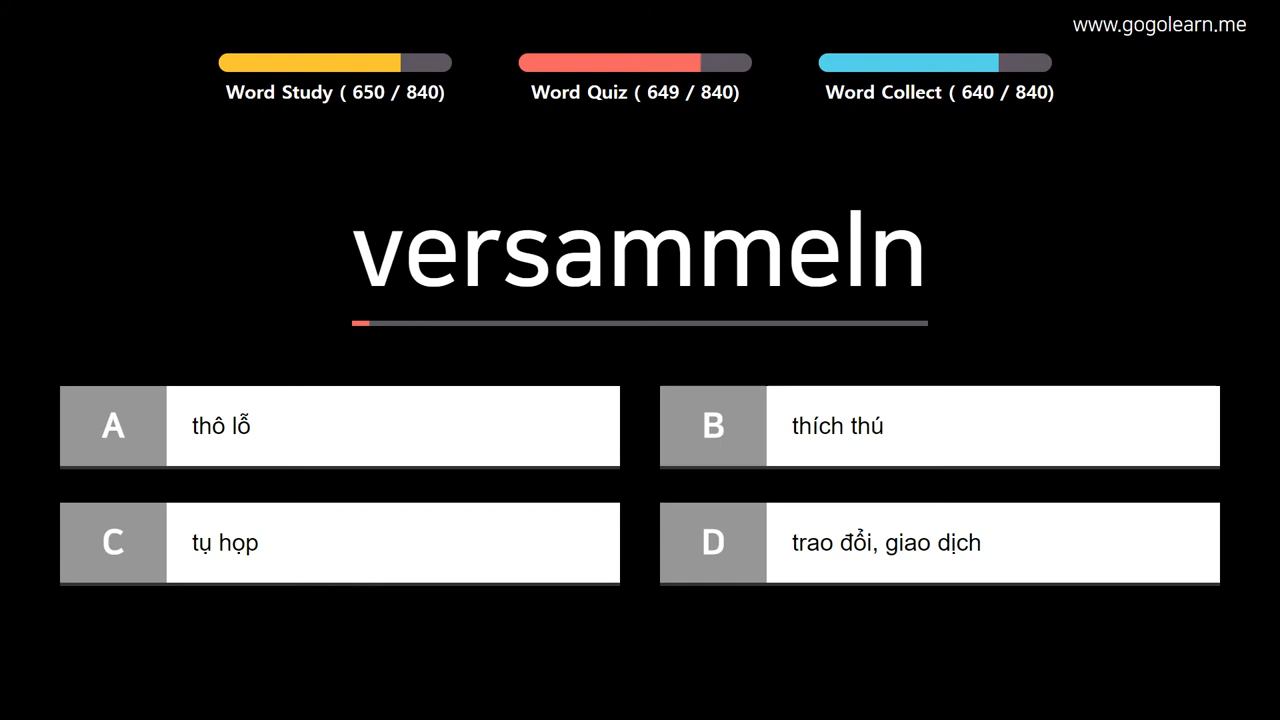 www.gogolearn.me
Word Study ( 650 / 840)
Word Quiz ( 649 / 840)
Word Collect ( 640 / 840)
versammeln
A
thô lỗ
B
thích thú
C
tụ họp
D
trao đổi, giao dịch